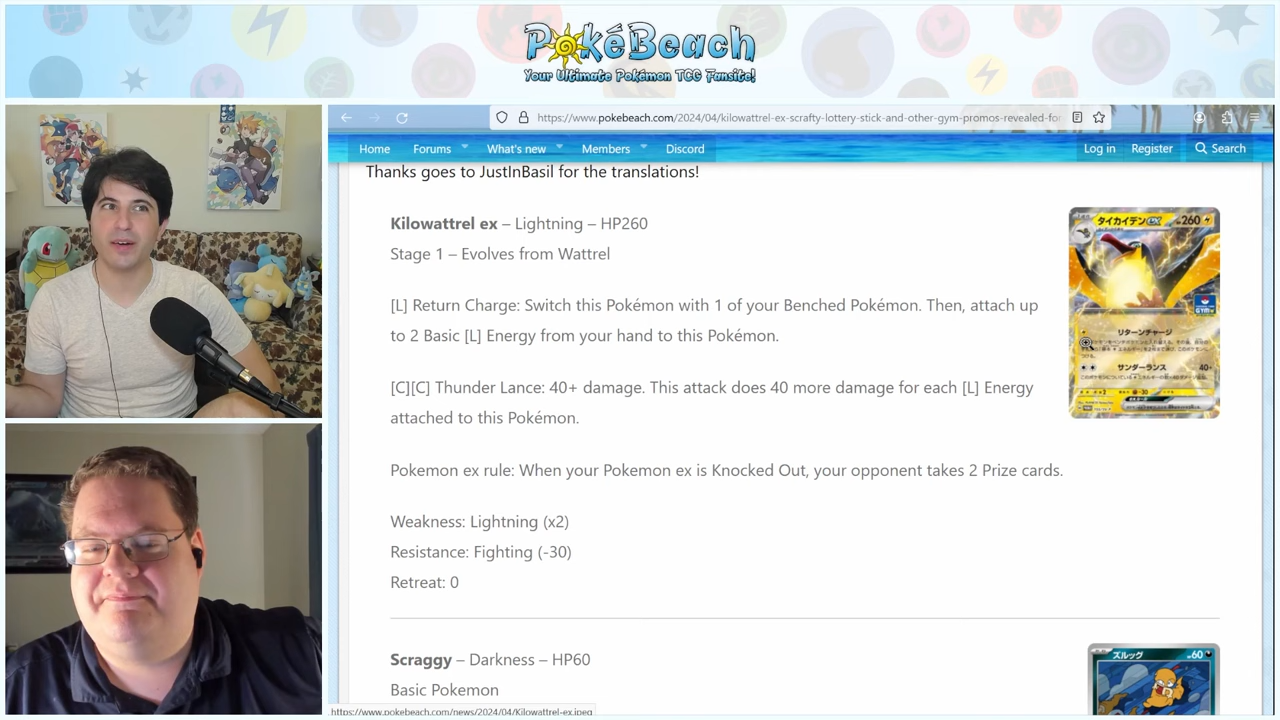 PokéBeach
Your Ultimate Pokémon TCG Fansite!
https://www.pokebeach.com/2024/04/kilowattrel-ex-scrafty-lottery-stick-and-other-gym-promos-revealed-for
Home
Forums
What's new
Members
Discord
Log in
Register
Search
Thanks goes to JustInBasil for the translations!
Kilowattrel ex – Lightning – HP260
Stage 1 – Evolves from Wattrel
[L] Return Charge: Switch this Pokémon with 1 of your Benched Pokémon. Then, attach up
to 2 Basic [L] Energy from your hand to this Pokémon.
[C][C] Thunder Lance: 40+ damage. This attack does 40 more damage for each [L] Energy
attached to this Pokémon.
Pokemon ex rule: When your Pokemon ex is Knocked Out, your opponent takes 2 Prize cards.
Weakness: Lightning (x2)
Resistance: Fighting (-30)
Retreat: 0
タイカイデンex 260
GYM
リターンチャージ
サンダーランス 40+
Scraggy – Darkness – HP60
Basic Pokemon
ズルッグ 60
https://www.pokebeach.com/news/2024/04/Kilowattrel-ex.jpeg